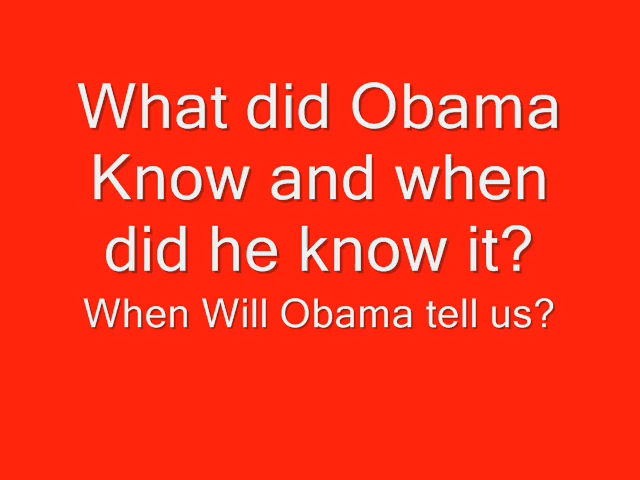 What did Obama
Know and when
did he know it?
When Will Obama tell us?